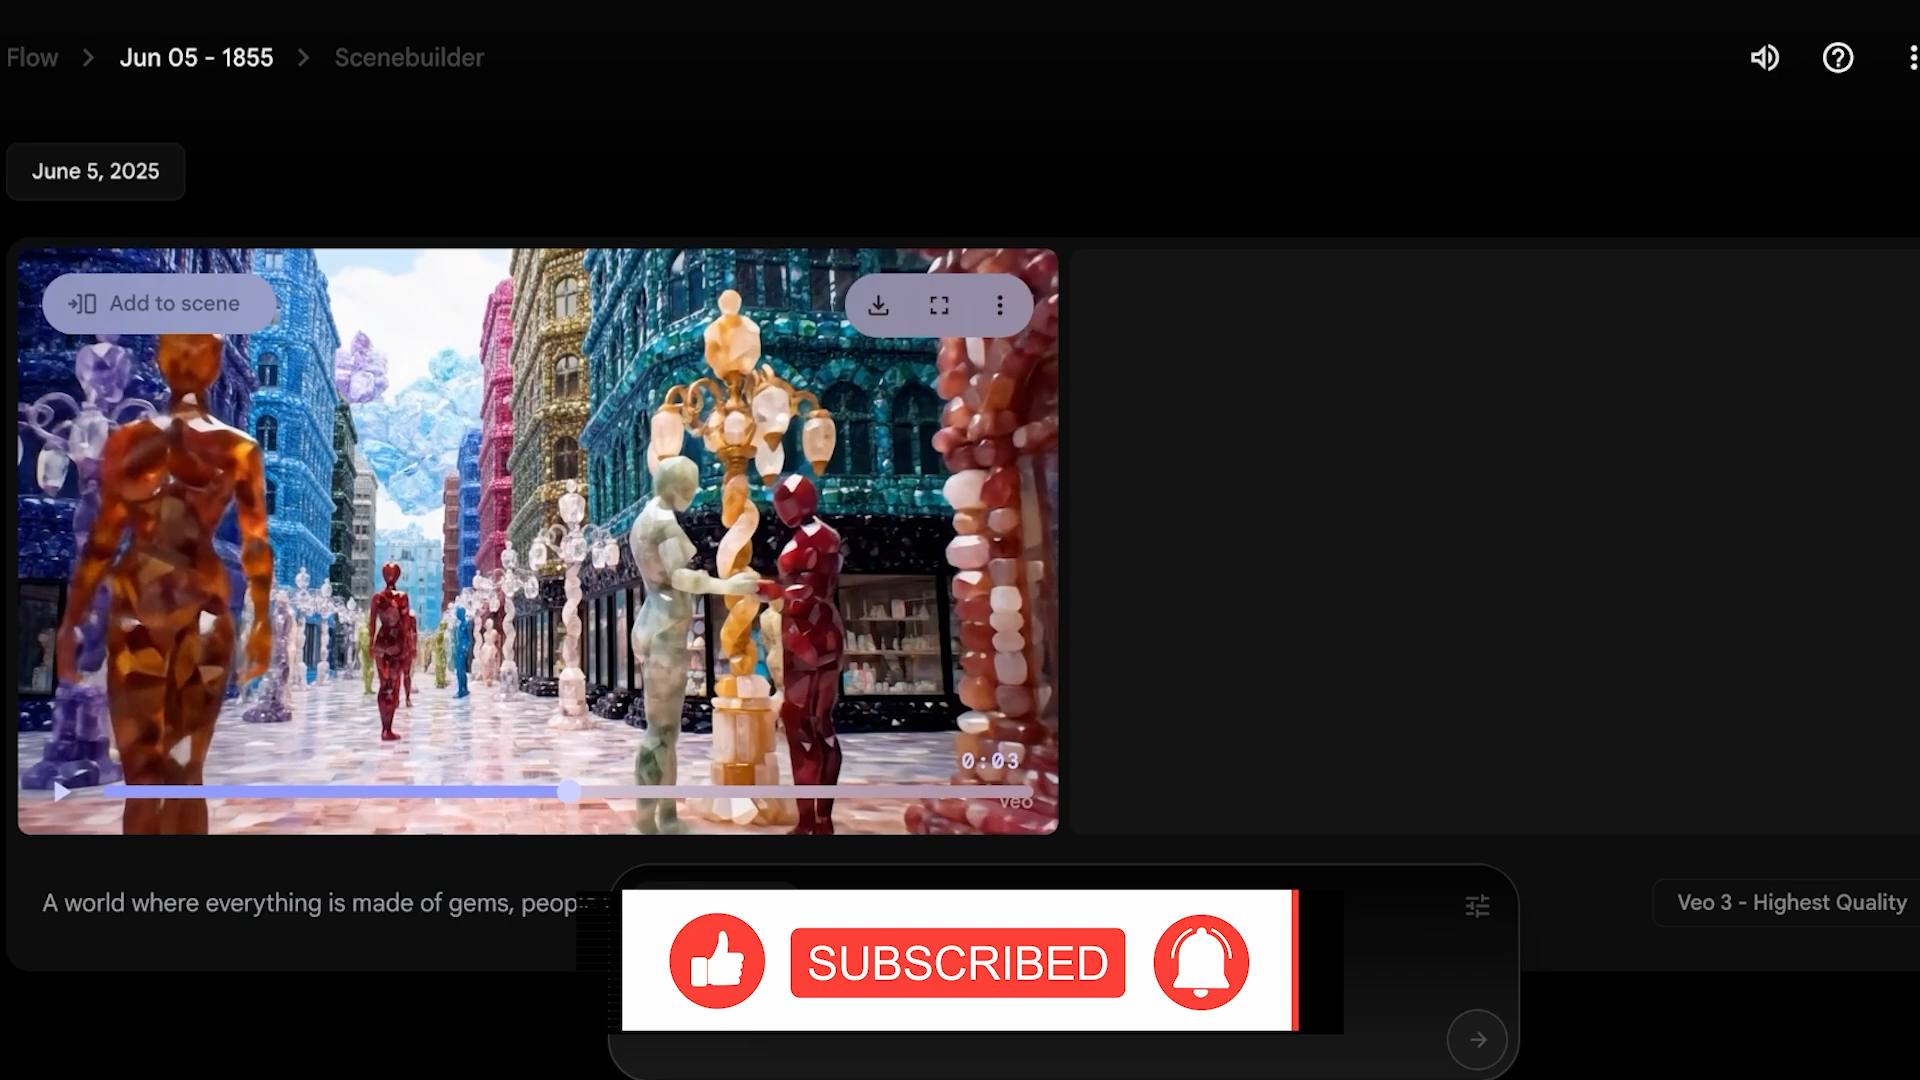 Flow > Jun 05 - 1855 > Scenebuilder
June 5, 2025
Add to scene
0:03
veo
A world where everything is made of gems,
Veo 3 - Highest Quality
SUBSCRIBED